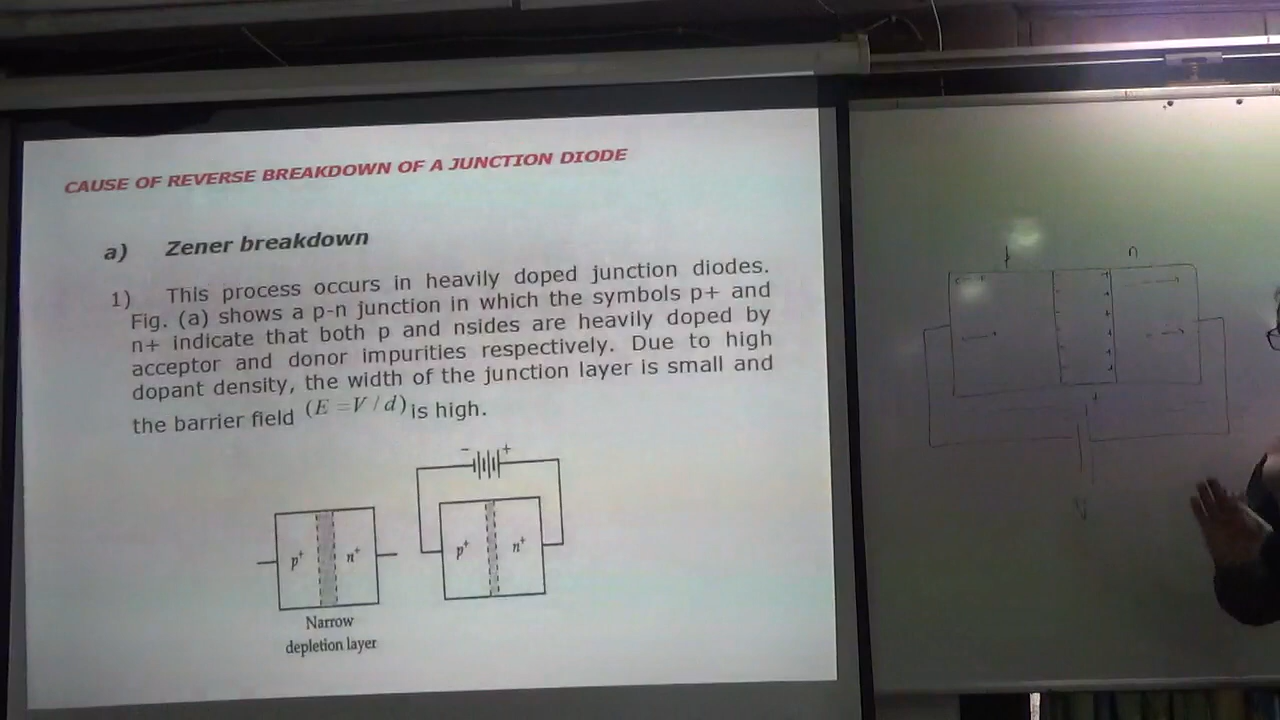 CAUSE OF REVERSE BREAKDOWN OF A JUNCTION DIODE
a) Zener breakdown
1) This process occurs in heavily doped junction diodes.
Fig. (a) shows a p-n junction in which the symbols p+ and
n+ indicate that both p and nsides are heavily doped by
acceptor and donor impurities respectively. Due to high
dopant density, the width of the junction layer is small and
the barrier field (E =V / d) is high.
- +
p⁺ n⁺
p⁺ n⁺
Narrow
depletion layer
n
V